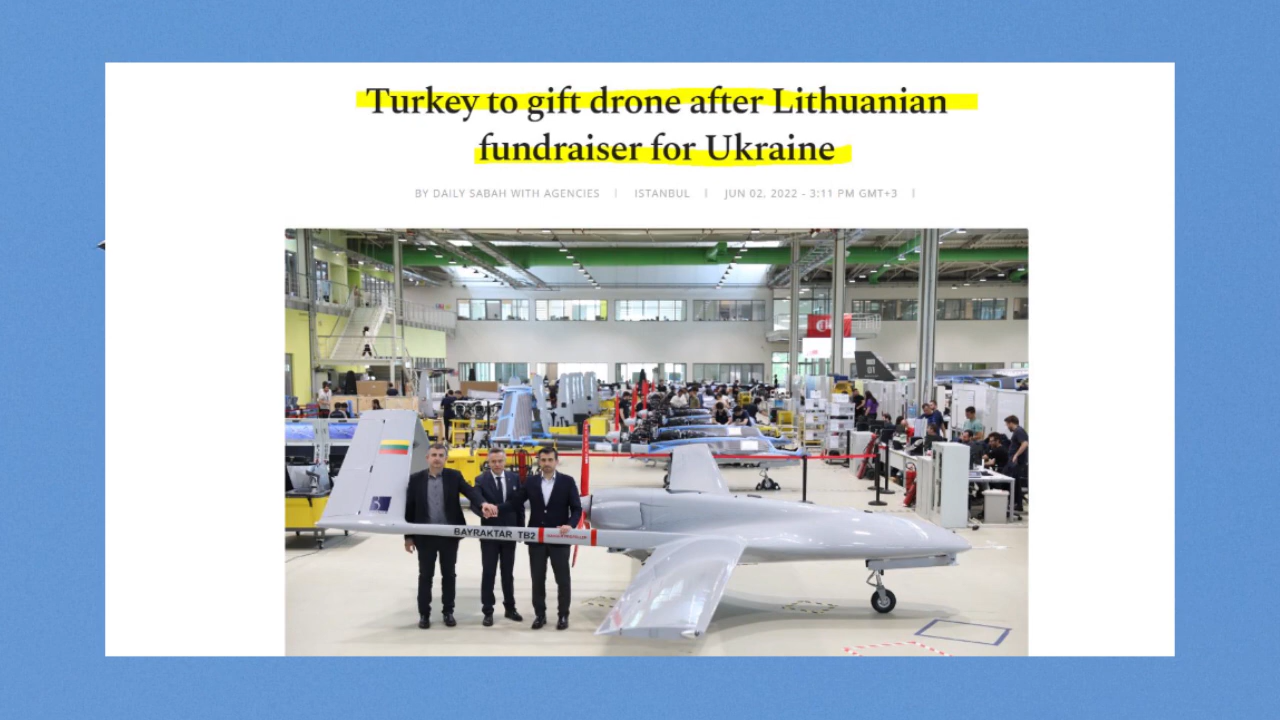 Turkey to gift drone after Lithuanian
fundraiser for Ukraine
BY DAILY SABAH WITH AGENCIES | ISTANBUL | JUN 02, 2022 - 3:11 PM GMT+3 |
BAYRAKTAR TB2